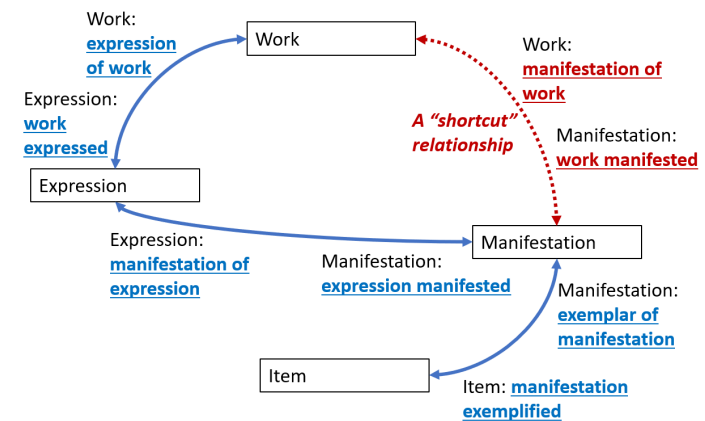 Work:
expression
of work
Work
Work:
manifestation of
work
Expression:
work
expressed
A “shortcut”
relationship
Manifestation:
work manifested
Expression
Expression:
manifestation of
expression
Manifestation:
expression manifested
Manifestation
Manifestation:
exemplar of
manifestation
Item
Item: manifestation
exemplified